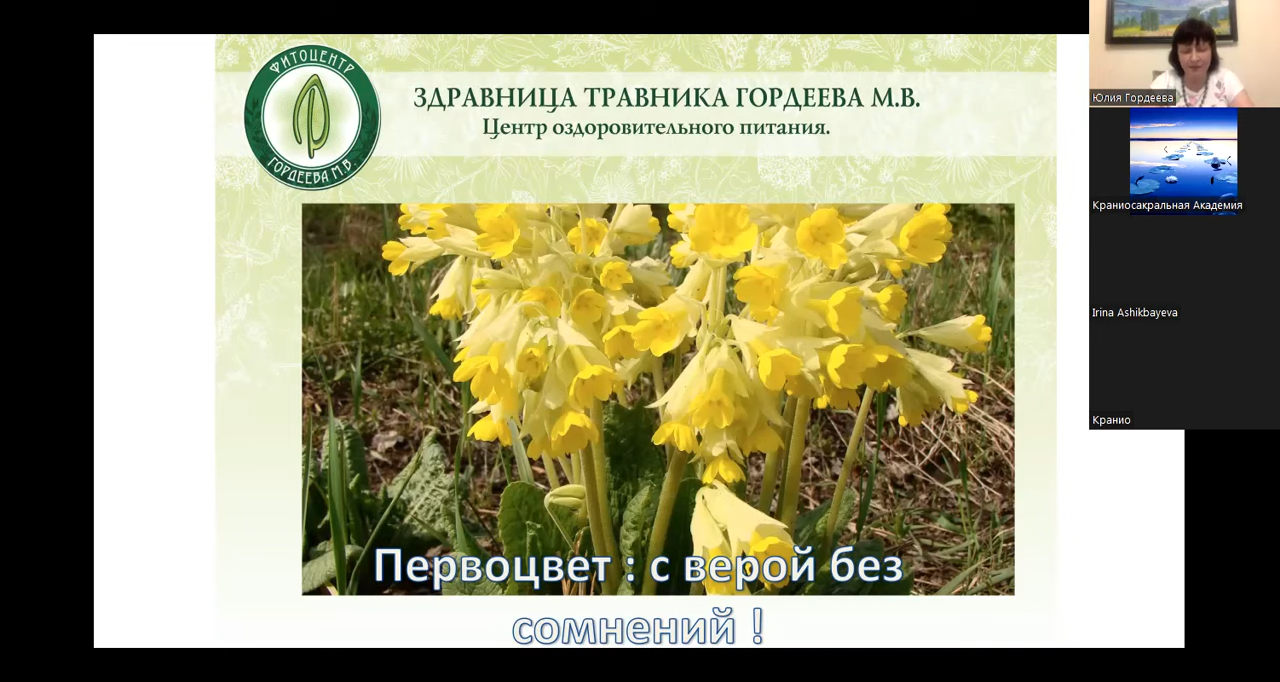 ФИТОЦЕНТР
ГОРДЕЕВА М.В.
ЗДРАВНИЦА ТРАВНИКА ГОРДЕЕВА М.В.
Центр оздоровительного питания.
Первоцвет : с верой без
сомнений !
Юлия Гордеева
Краниосакральная Академия
Irina Ashikbayeva
Кранио